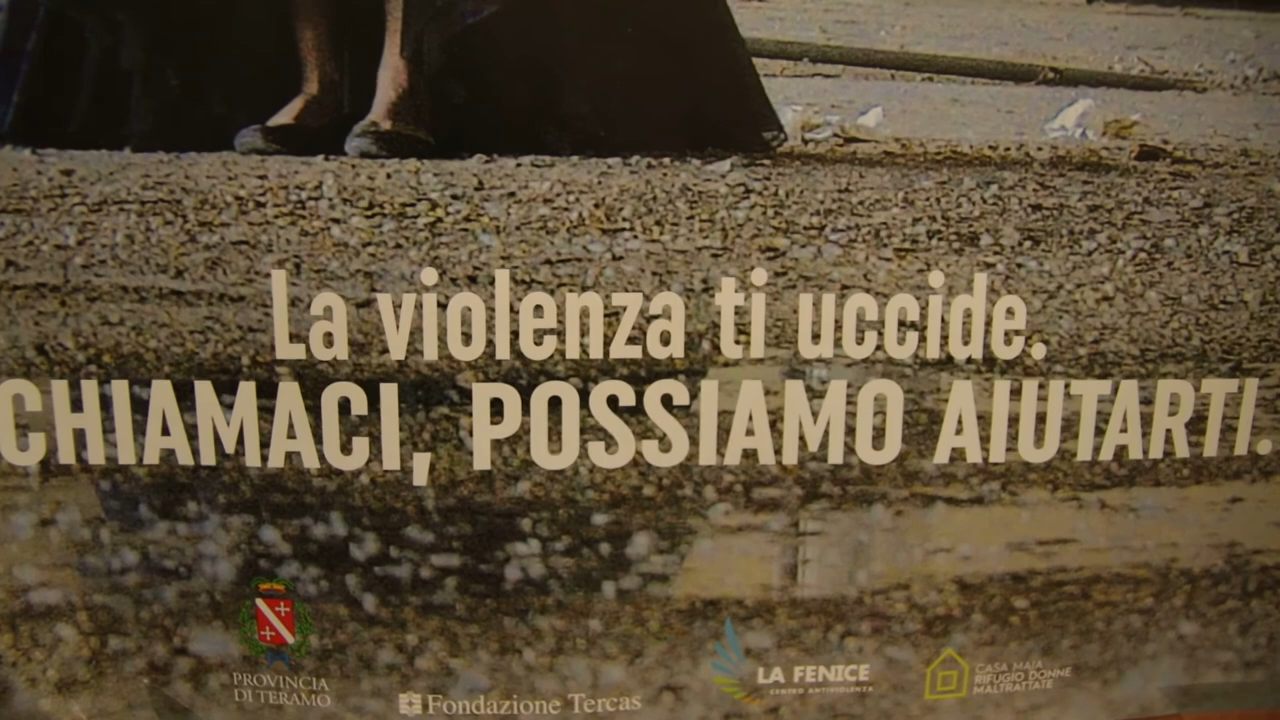 La violenza ti uccide.
CHIAMACI, POSSIAMO AIUTARTI.
PROVINCIA
DI TERAMO
Fondazione Tercas
LA FENICE
CENTRO ANTIVIOLENZA
CASA MAIA
RIFUGIO DONNE
MALTRATTATE